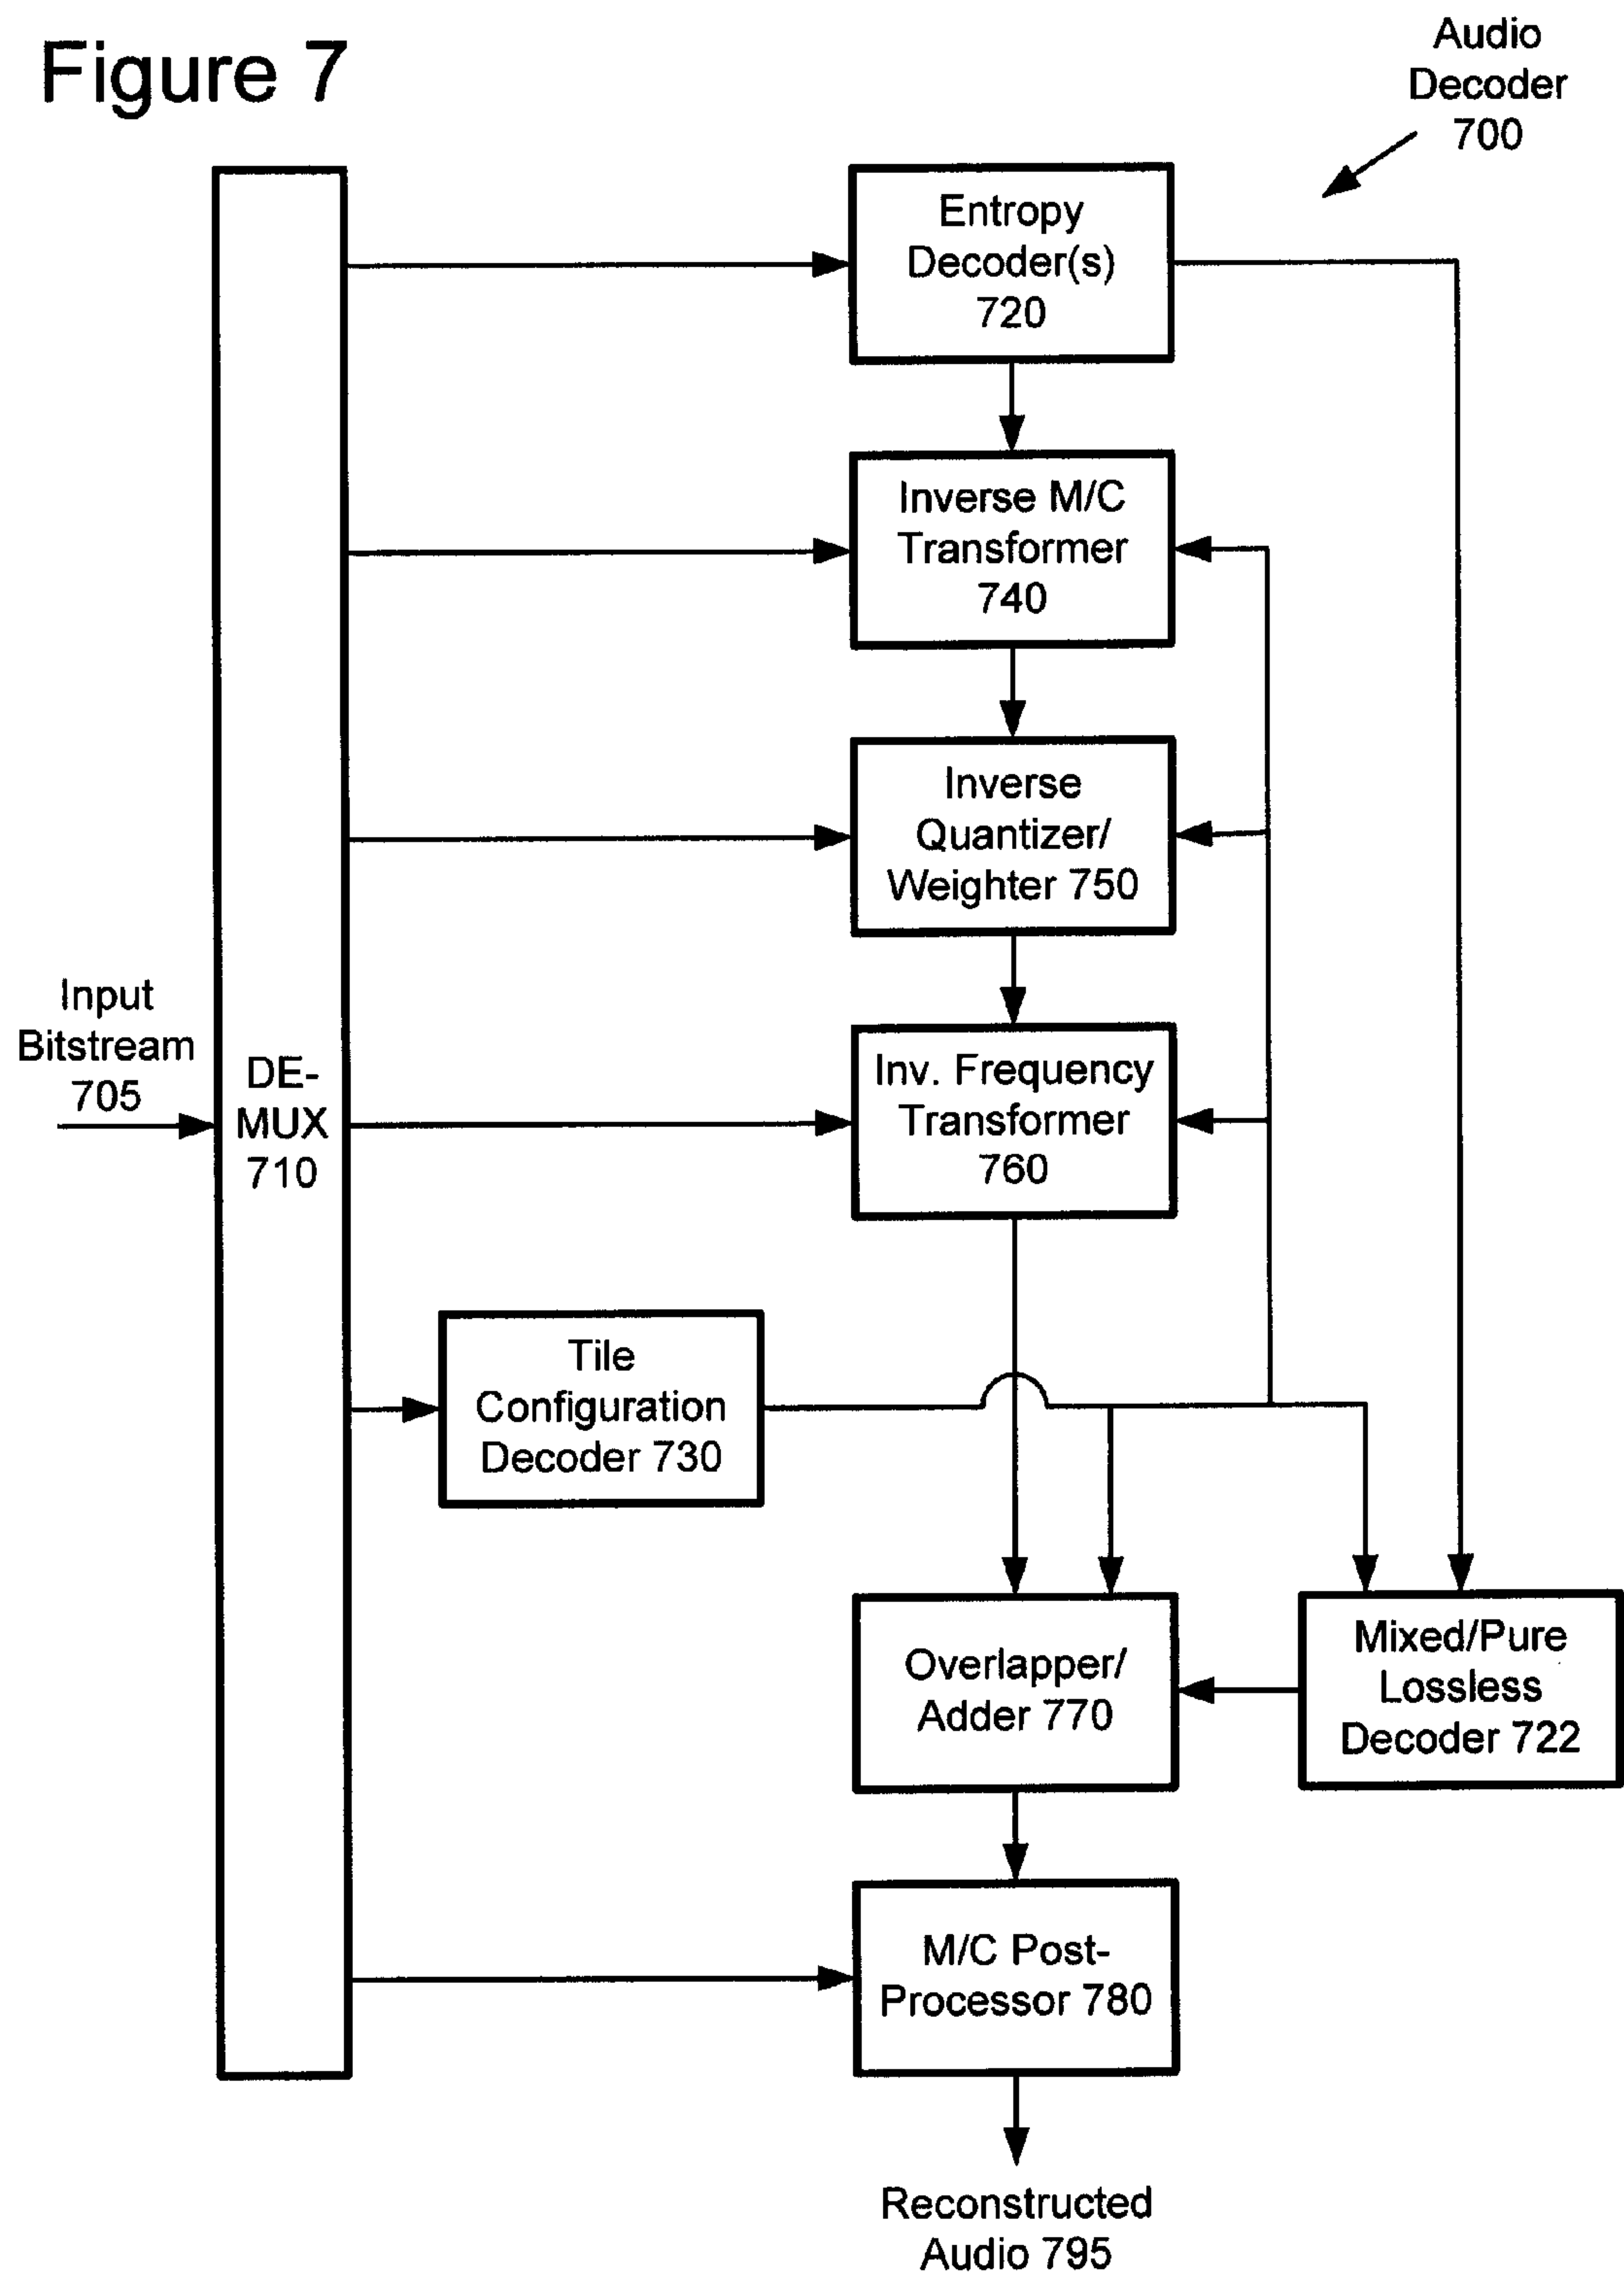 Figure 7
Audio
Decoder
700
Entropy
Decoder(s)
720
Inverse M/C
Transformer
740
Inverse
Quantizer/
Weighter 750
Input
Bitstream
705
DE-
MUX
710
Inv. Frequency
Transformer
760
Tile
Configuration
Decoder 730
Overlapper/
Adder 770
Mixed/Pure
Lossless
Decoder 722
M/C Post-
Processor 780
Reconstructed
Audio 795